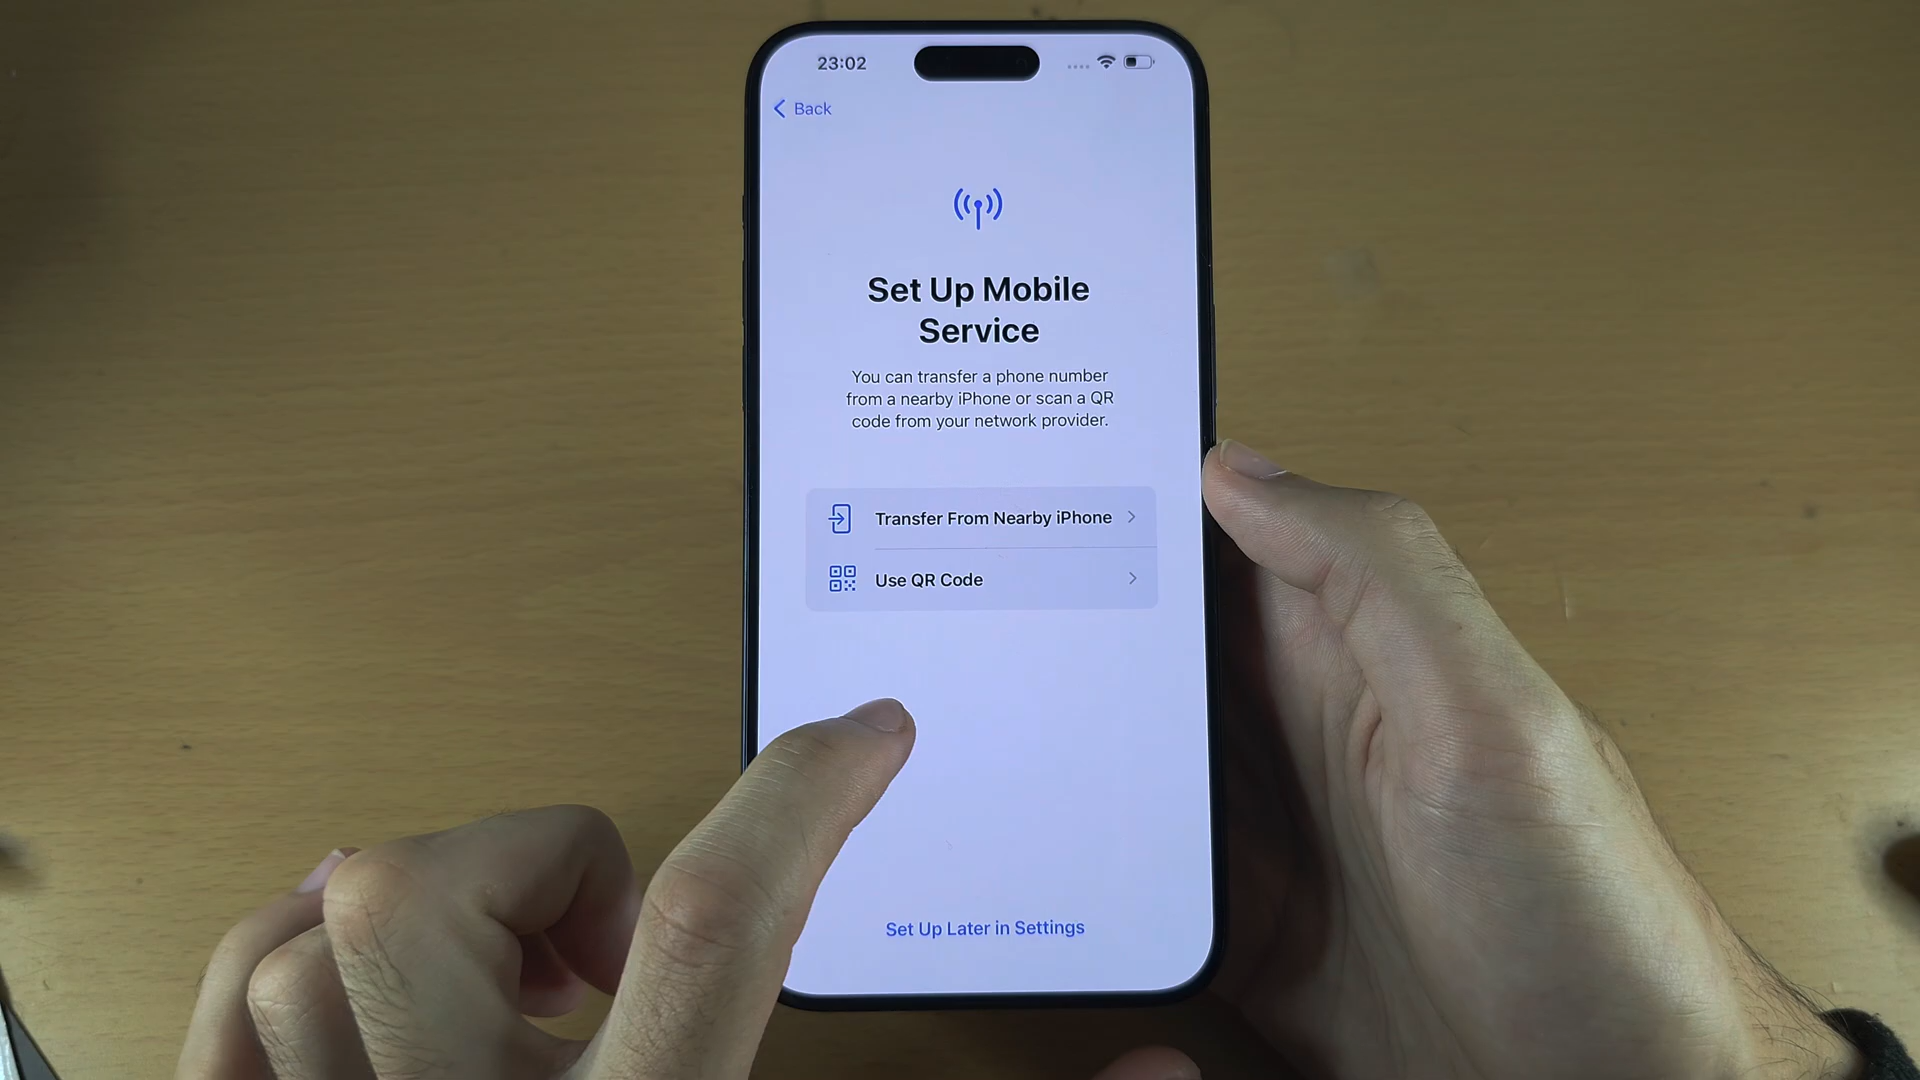 23:02
Back
Set Up Mobile
Service
You can transfer a phone number
from a nearby iPhone or scan a QR
code from your network provider.
Transfer From Nearby iPhone
Use QR Code
Set Up Later in Settings